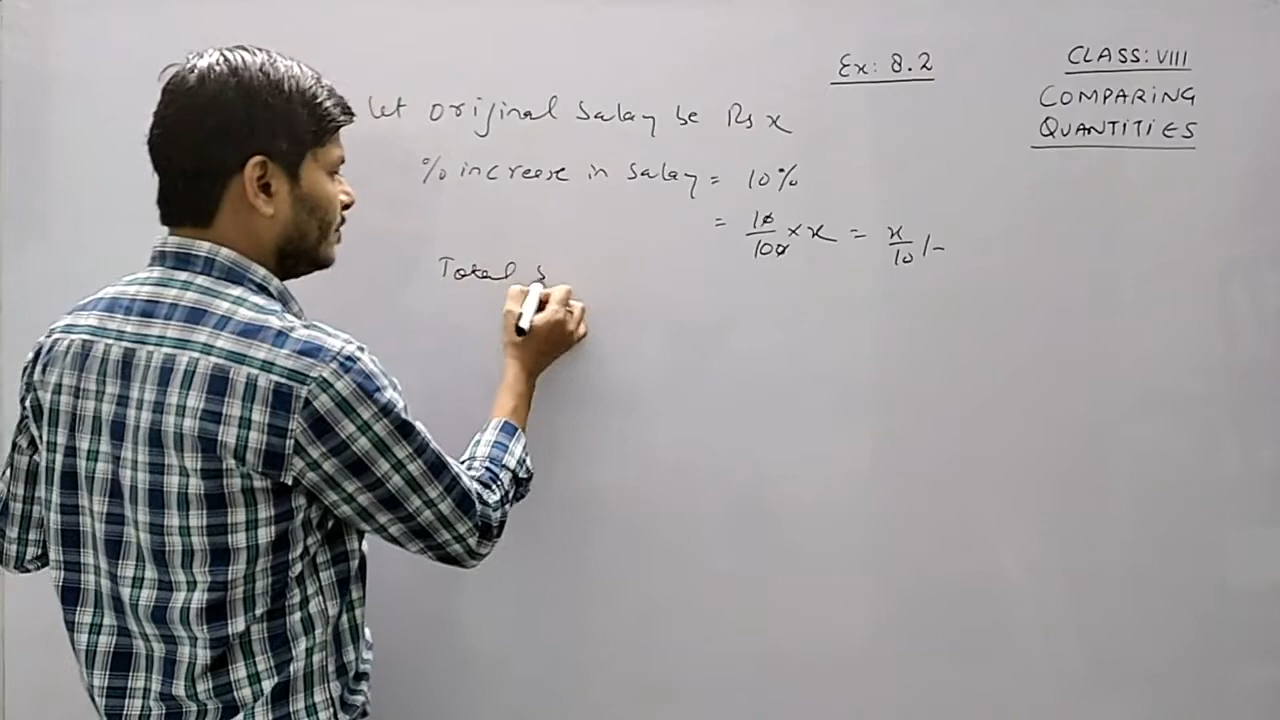 Ex: 8.2
CLASS: VIII
COMPARING
QUANTITIES
Let original salary be Rs x
% increase in salary = 10%
= 10/100 × x = x/10 /-
Total s